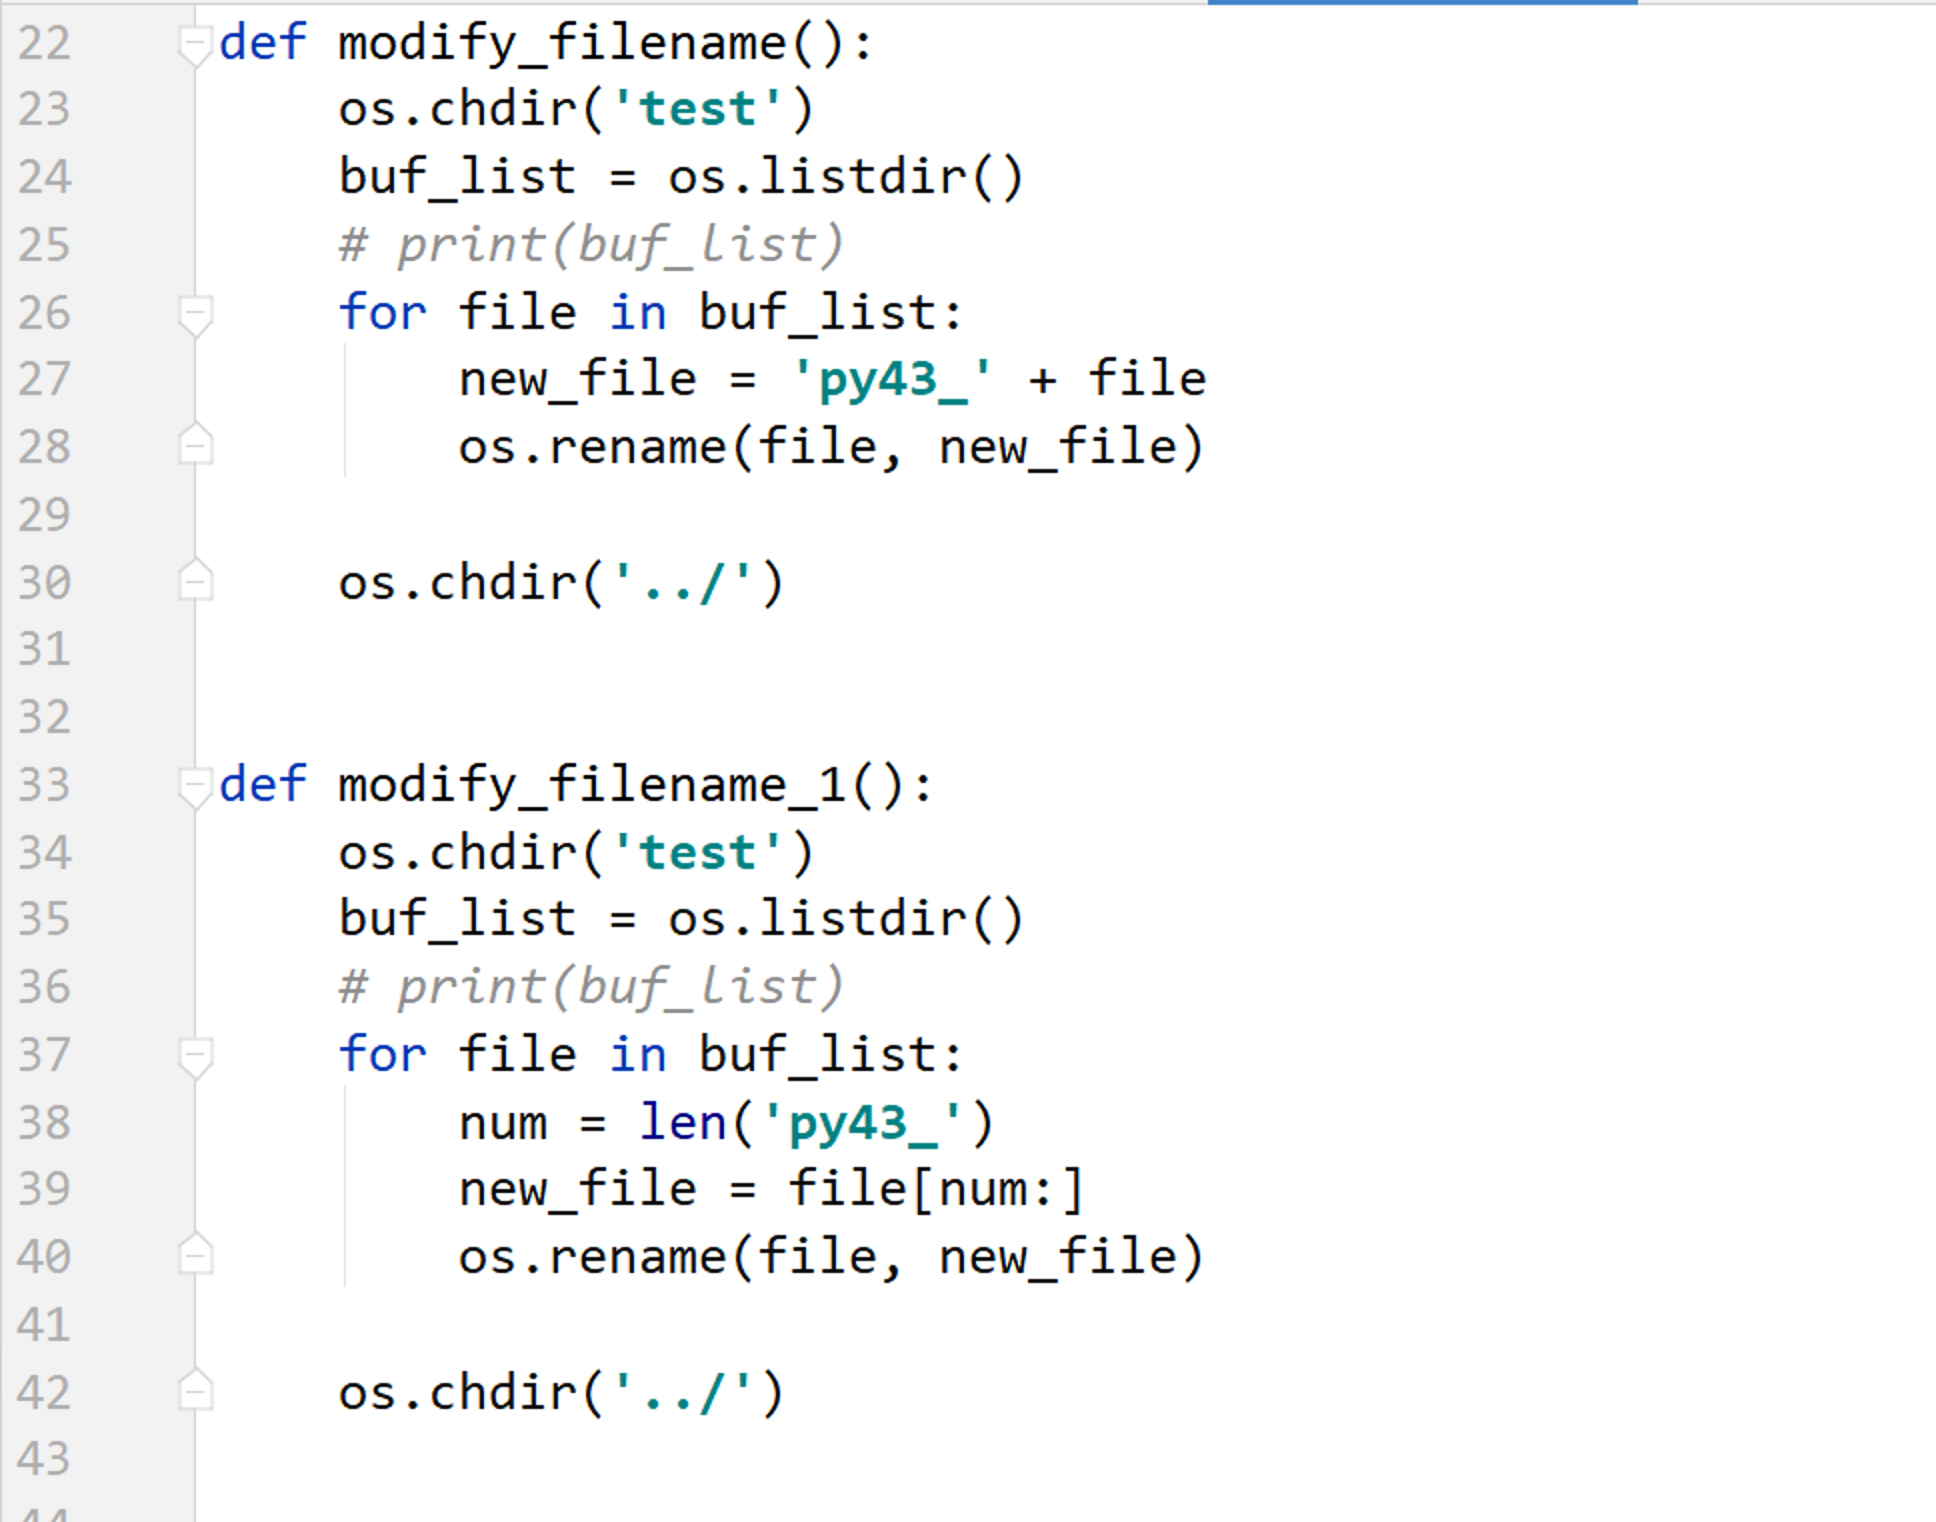 22 def modify_filename():
23     os.chdir('test')
24     buf_list = os.listdir()
25     # print(buf_list)
26     for file in buf_list:
27         new_file = 'py43_' + file
28         os.rename(file, new_file)
29
30     os.chdir('../')
31
32
33 def modify_filename_1():
34     os.chdir('test')
35     buf_list = os.listdir()
36     # print(buf_list)
37     for file in buf_list:
38         num = len('py43_')
39         new_file = file[num:]
40         os.rename(file, new_file)
41
42     os.chdir('../')
43
44